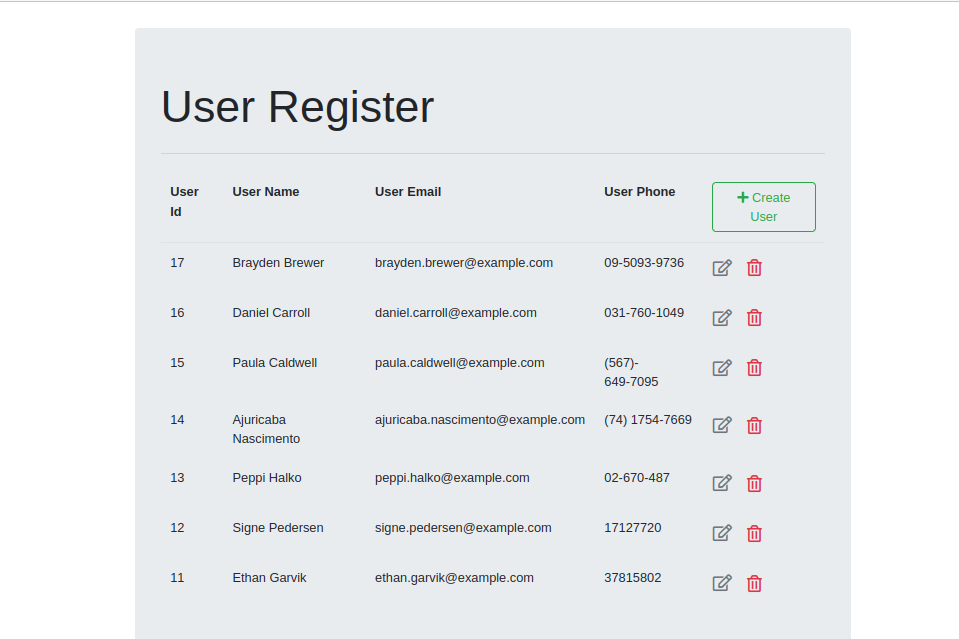 User Register
User Id User Name User Email User Phone Create User
17 Brayden Brewer brayden.brewer@example.com 09-5093-9736
16 Daniel Carroll daniel.carroll@example.com 031-760-1049
15 Paula Caldwell paula.caldwell@example.com (567)-649-7095
14 Ajuricaba Nascimento ajuricaba.nascimento@example.com (74) 1754-7669
13 Peppi Halko peppi.halko@example.com 02-670-487
12 Signe Pedersen signe.pedersen@example.com 17127720
11 Ethan Garvik ethan.garvik@example.com 37815802